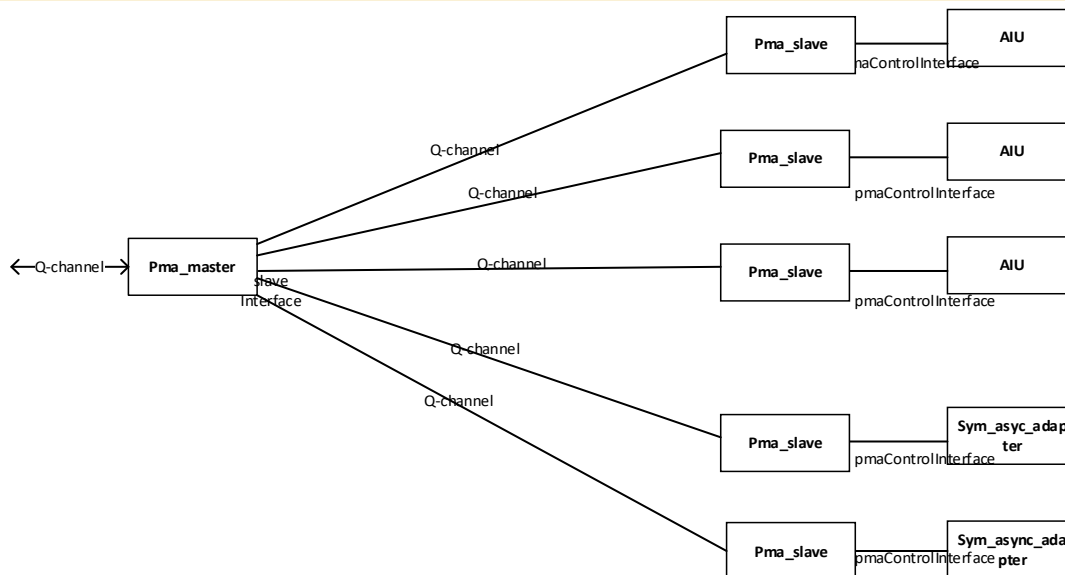 Pma_slave
AIU
maControlInterface
Q-channel
Pma_slave
AIU
Q-channel
pmaControlInterface
Q-channel
Pma_master
Q-channel
Pma_slave
AIU
slave
Interface
pmaControlInterface
Q-channel
Q-channel
Pma_slave
Sym_asyc_adap
ter
pmaControlInterface
Pma_slave
Sym_async_ada
pter
pmaControlInterface